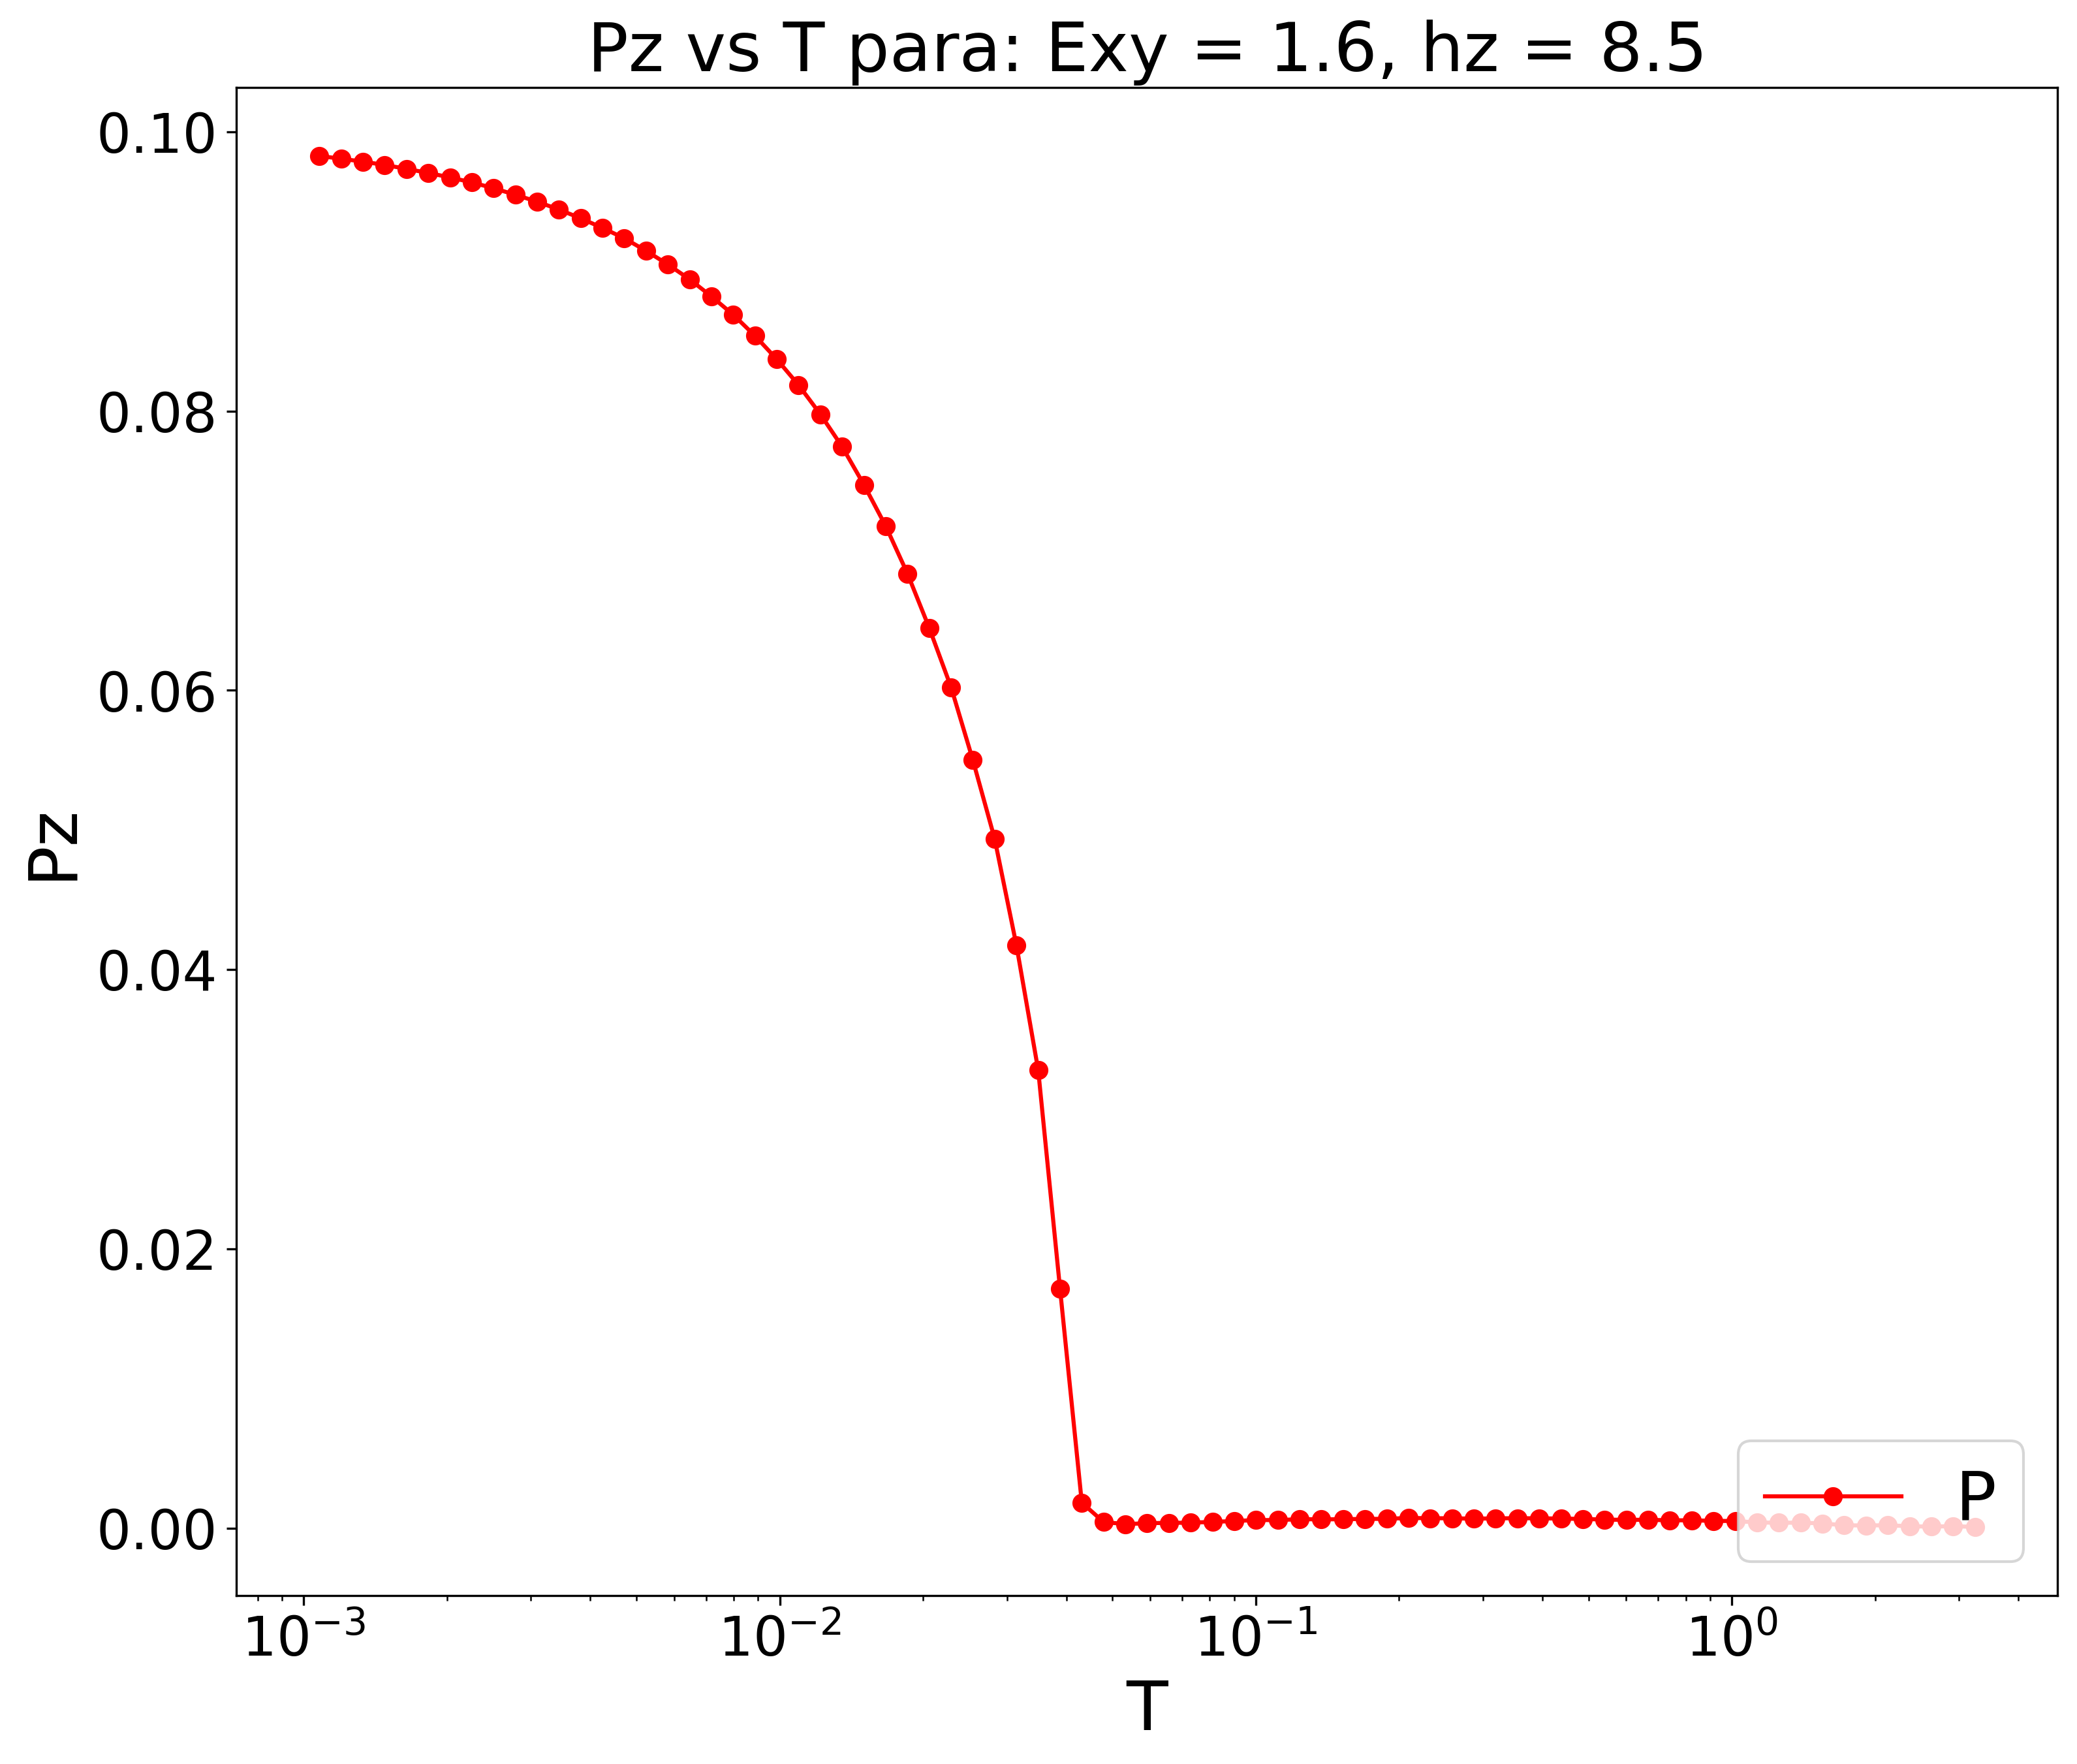 Pz vs T para: Exy = 1.6, hz = 8.5
0.10
0.08
0.06
0.04
0.02
0.00
Pz
P
10⁻³ 10⁻² 10⁻¹ 10⁰
T